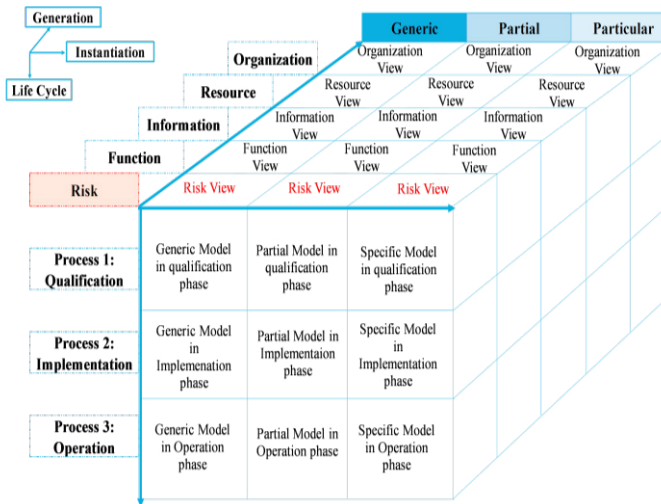 Generation
Instantiation
Life Cycle
Generic
Partial
Particular
Organization
Organization
View
Organization
View
Organization
View
Resource
Resource
View
Resource
View
Resource
View
Information
Information
View
Information
View
Information
View
Function
Function
View
Function
View
Function
View
Risk
Risk View
Risk View
Risk View
Process 1:
Qualification
Generic Model
in qualification
phase
Partial Model in
qualification
phase
Specific Model
in qualification
phase
Process 2:
Implementation
Generic Model
in
Implemenation
phase
Partial Model in
Implementaion
phase
Specific Model
in
Implementation
phase
Process 3:
Operation
Generic Model
in Operation
phase
Partial Model in
Operation phase
Specific Model
in Operation
phase